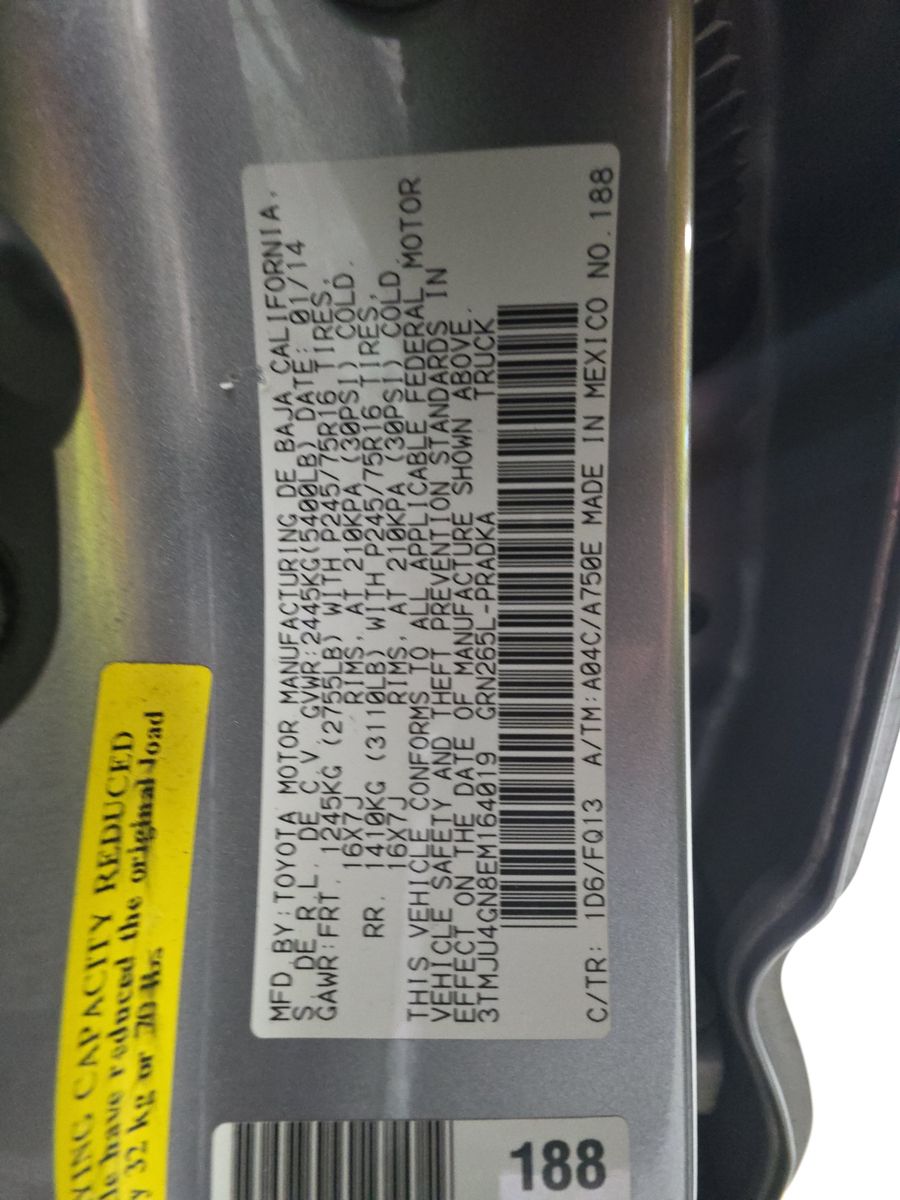 MFD. BY: TOYOTA MOTOR MANUFACTURING DE BAJA CALIFORNIA,
S. DE R.L. DE C.V. GVWR: 2445KG(5400LB) DATE: 01/14
GAWR: FRT. 1245KG (2755LB) WITH P245/75R16 TIRES,
16X7J RIMS, AT 210KPA (30PSI) COLD.
RR. 1410KG (3110LB) WITH P245/75R16 TIRES,
16X7J RIMS, AT 210KPA (30PSI) COLD.
THIS VEHICLE CONFORMS TO ALL APPLICABLE FEDERAL MOTOR
VEHICLE SAFETY AND THEFT PREVENTION STANDARDS IN
EFFECT ON THE DATE OF MANUFACTURE SHOWN ABOVE.
3TMJU4GN8EM164019 GRN265L-PRADKA TRUCK
C/TR: 1D6/FQ13 A/TM: A04C/A750E MADE IN MEXICO NO. 188
YING CAPACITY REDUCED
le have reduced the original load
y 32 kg or 70 lbs
188